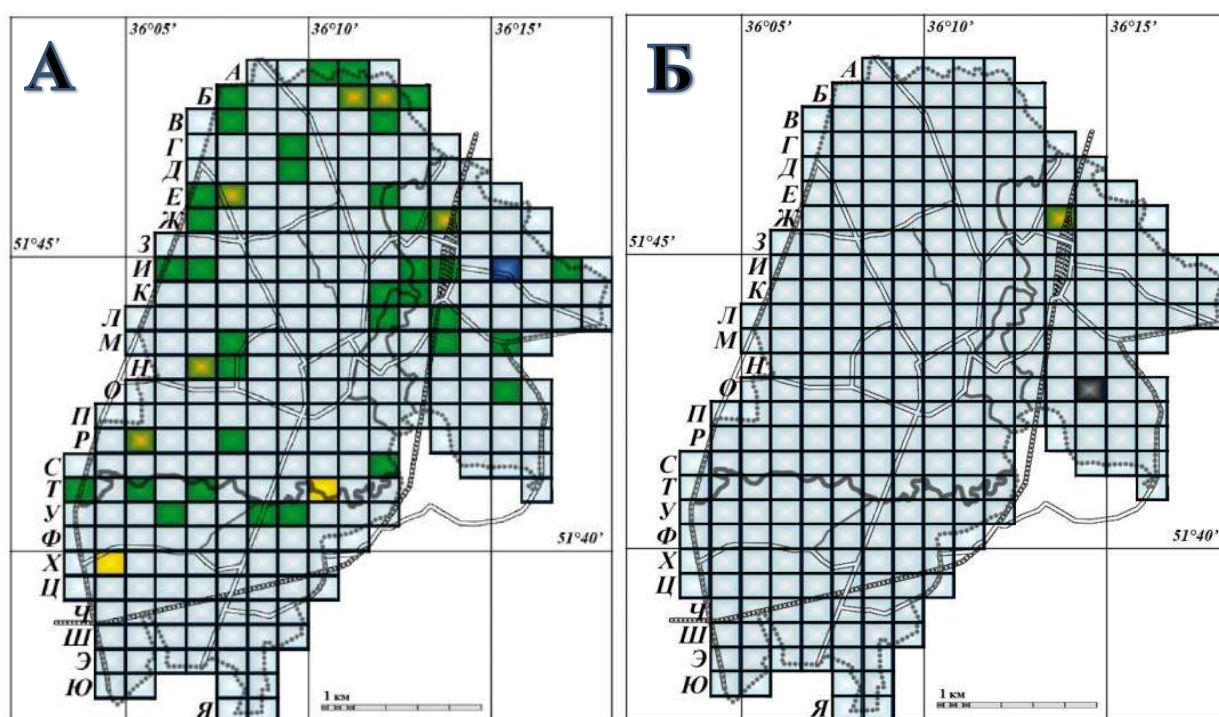 А
36°05’ 36°10’ 36°15’
А
Б
В
Г
Д
Е
Ж
З
51°45’
И
К
Л
М
Н
О
П
Р
С
Т
У
Ф
51°40’
Х
Ц
Ч
Ш
Э
Ю
Я
1 км
Б
36°05’ 36°10’ 36°15’
А
Б
В
Г
Д
Е
Ж
З
51°45’
И
К
Л
М
Н
О
П
Р
С
Т
У
Ф
51°40’
Х
Ц
Ч
Ш
Э
Ю
Я
1 км